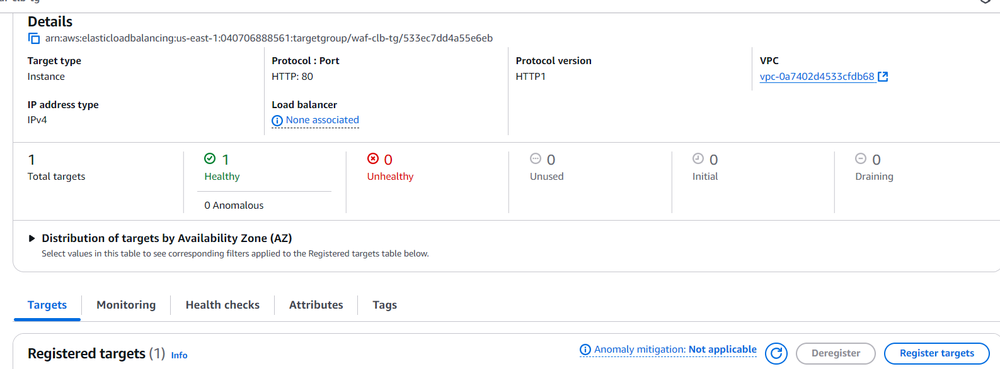 Details
arn:aws:elasticloadbalancing:us-east-1:040706888561:targetgroup/waf-clb-tg/533ec7dd4a55e6eb
Target type
Instance
Protocol : Port
HTTP: 80
Protocol version
HTTP1
VPC
vpc-0a7402d4533cfdb68
IP address type
IPv4
Load balancer
None associated
1
Total targets
1
Healthy
0 Anomalous
0
Unhealthy
0
Unused
0
Initial
0
Draining
Distribution of targets by Availability Zone (AZ)
Select values in this table to see corresponding filters applied to the Registered targets table below.
Targets
Monitoring
Health checks
Attributes
Tags
Registered targets (1) Info
Anomaly mitigation: Not applicable
Deregister
Register targets